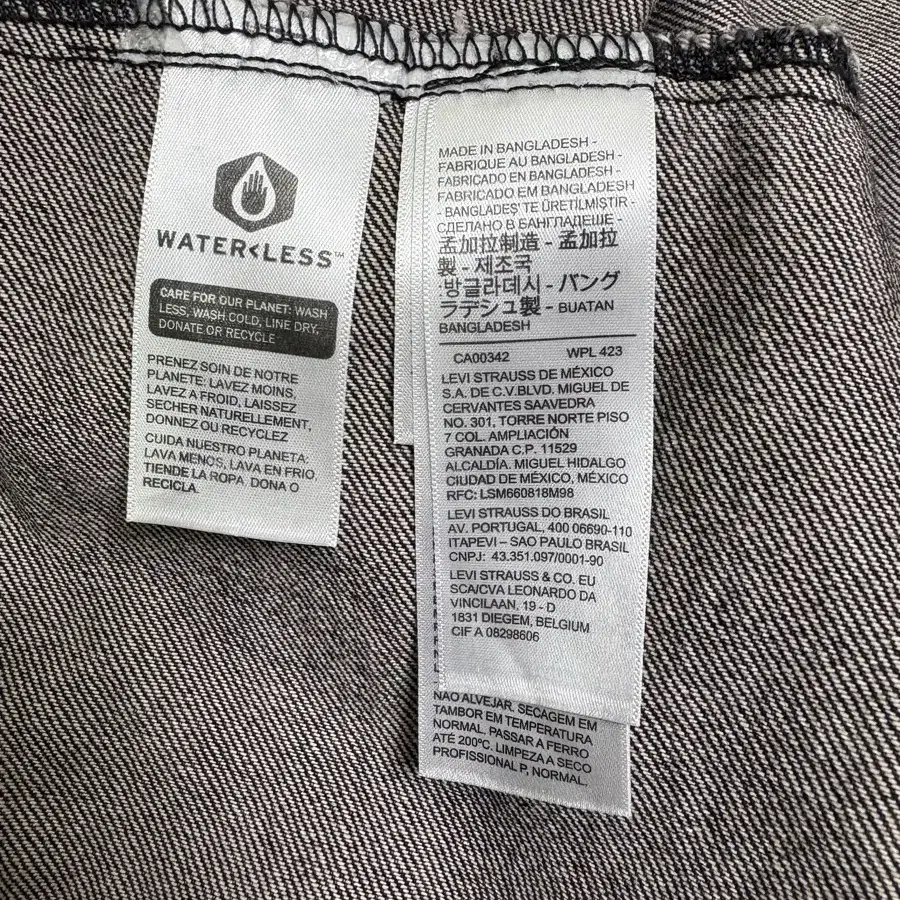 WATER<LESS™
CARE FOR OUR PLANET: WASH
LESS, WASH COLD, LINE DRY,
DONATE OR RECYCLE
PRENEZ SOIN DE NOTRE
PLANETE: LAVEZ MOINS,
LAVEZ A FROID, LAISSEZ
SECHER NATURELLEMENT,
DONNEZ OU RECYCLEZ
CUIDA NUESTRO PLANETA:
LAVA MENOS, LAVA EN FRIO,
TIENDE LA ROPA DONA O
RECICLA.
MADE IN BANGLADESH -
FABRIQUE AU BANGLADESH -
FABRICADO EN BANGLADESH -
FABRICADO EM BANGLADESH
- BANGLADEŞ' TE ÜRETİLMİŞTİR -
СДЕЛАНО В БАНГЛАДЕШЕ -
孟加拉制造 - 孟加拉
製 - 제조국
:방글라데시 - バング
ラデシュ製 - BUATAN
BANGLADESH
CA00342 WPL 423
LEVI STRAUSS DE MÉXICO
S.A. DE C.V.BLVD. MIGUEL DE
CERVANTES SAAVEDRA
NO. 301, TORRE NORTE PISO
7 COL. AMPLIACIÓN
GRANADA C.P. 11529
ALCALDÍA. MIGUEL HIDALGO
CIUDAD DE MÉXICO, MÉXICO
RFC: LSM660818M98
LEVI STRAUSS DO BRASIL
AV. PORTUGAL, 400 06690-110
ITAPEVI – SAO PAULO BRASIL
CNPJ: 43.351.097/0001-90
LEVI STRAUSS & CO. EU
SCA/CVA LEONARDO DA
VINCILAAN, 19 - D
1831 DIEGEM, BELGIUM
CIF A 08298606
NAO ALVEJAR. SECAGEM EM
TAMBOR EM TEMPERATURA
NORMAL. PASSAR A FERRO
ATÉ 200ºC. LIMPEZA A SECO
PROFISSIONAL P, NORMAL.